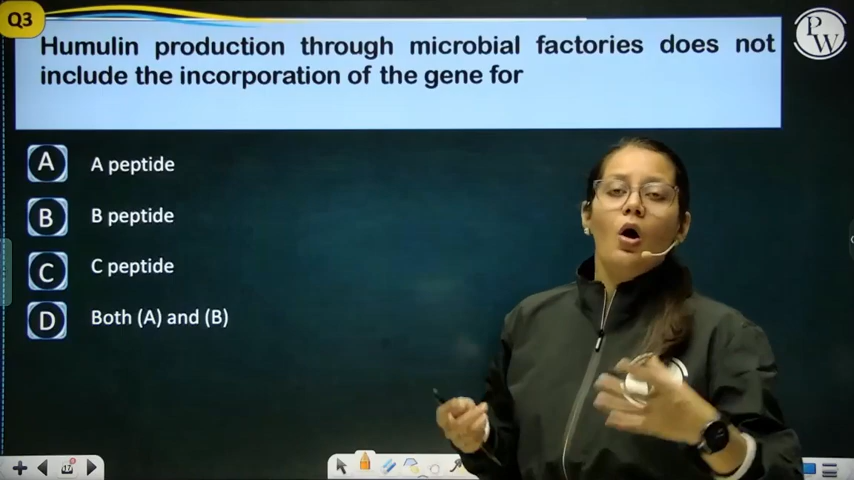 Q3
Humulin production through microbial factories does not
include the incorporation of the gene for
A A peptide
B B peptide
C C peptide
D Both (A) and (B)
PW